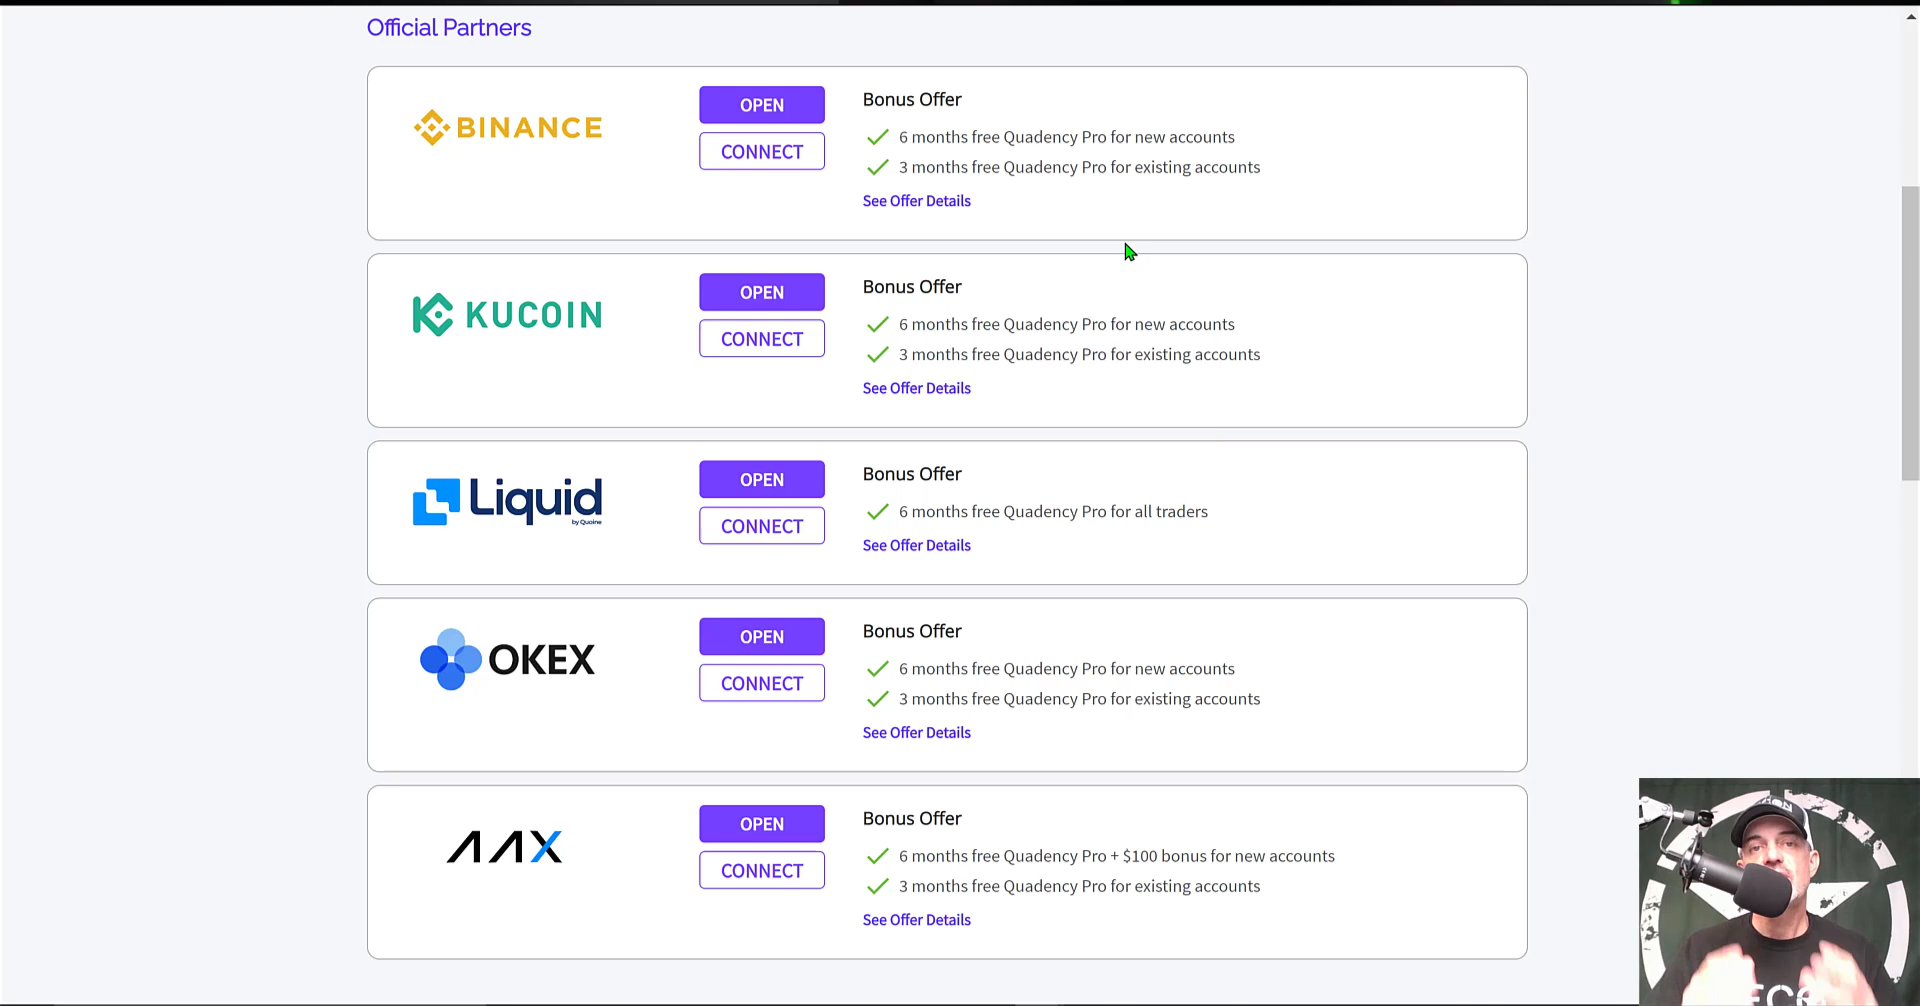 Official Partners
BINANCE
OPEN
CONNECT
Bonus Offer
6 months free Quadency Pro for new accounts
3 months free Quadency Pro for existing accounts
See Offer Details
KUCOIN
OPEN
CONNECT
Bonus Offer
6 months free Quadency Pro for new accounts
3 months free Quadency Pro for existing accounts
See Offer Details
Liquid
by Quoine
OPEN
CONNECT
Bonus Offer
6 months free Quadency Pro for all traders
See Offer Details
OKEX
OPEN
CONNECT
Bonus Offer
6 months free Quadency Pro for new accounts
3 months free Quadency Pro for existing accounts
See Offer Details
AAX
OPEN
CONNECT
Bonus Offer
6 months free Quadency Pro + $100 bonus for new accounts
3 months free Quadency Pro for existing accounts
See Offer Details